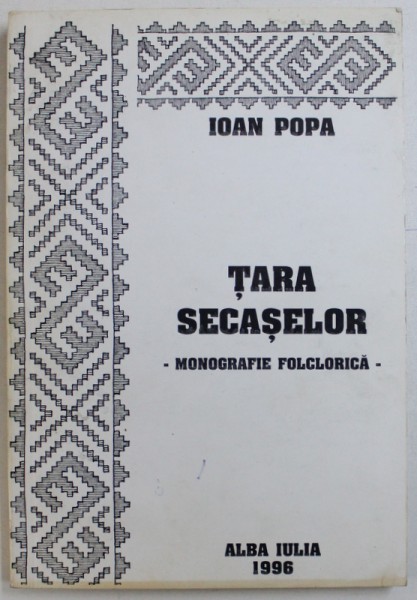 IOAN POPA
ȚARA
SECAȘELOR
- MONOGRAFIE FOLCLORICĂ -
ALBA IULIA
1996